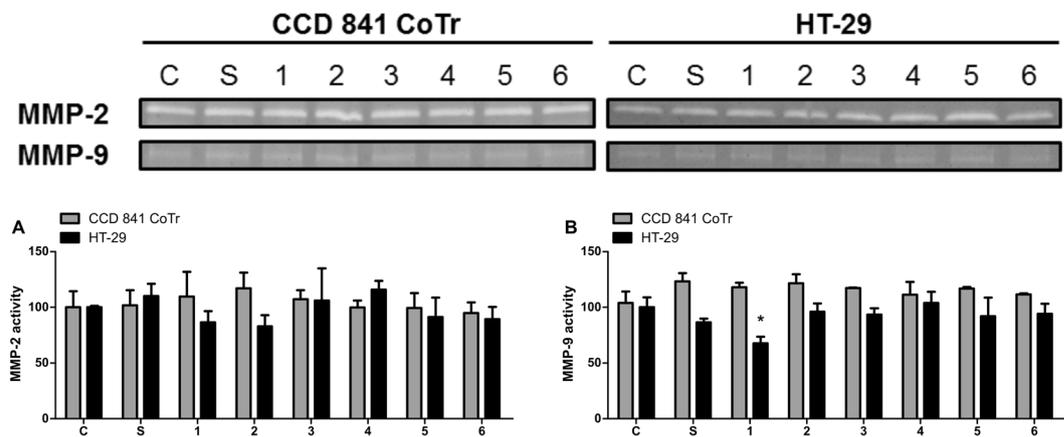 CCD 841 CoTr HT-29
C S 1 2 3 4 5 6 C S 1 2 3 4 5 6
MMP-2
MMP-9
A
CCD 841 CoTr
HT-29
MMP-2 activity
150
100
50
0
C S 1 2 3 4 5 6
B
CCD 841 CoTr
HT-29
MMP-9 activity
150
100
50
0
*
C S 1 2 3 4 5 6